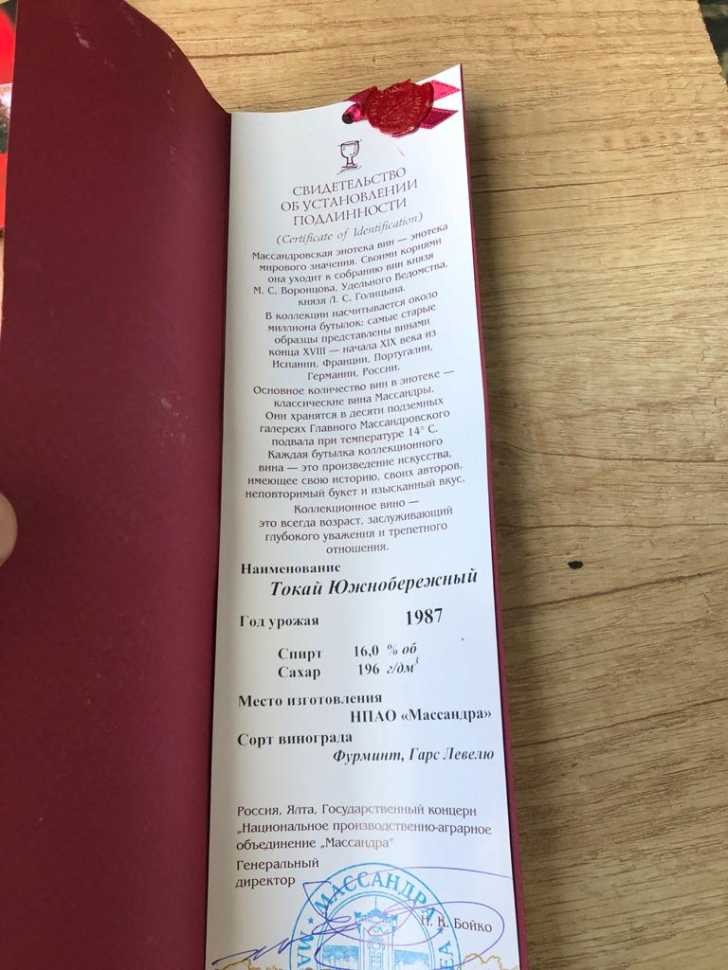 СВИДЕТЕЛЬСТВО
ОБ УСТАНОВЛЕНИИ
ПОДЛИННОСТИ
(Certificate of Identification)
Массандровская энотека вин — энотека
мирового значения. Своими корнями
она уходит к собранию вин князя
М. С. Воронцова, Удельного Ведомства,
князя Л. С. Голицына.
В коллекции насчитывается около
миллиона бутылок: самые старые
образцы представлены винами
конца XVIII — начала XIX века из
Испании, Франции, Португалии,
Германии, России.
Основное количество вин в энотеке —
классические вина Массандры.
Они хранятся в десяти подземных
галереях Главного Массандровского
подвала при температуре 14° С.
Каждая бутылка коллекционного
вина — это произведение искусства,
имеющее свою историю, своих авторов,
неповторимый букет и изысканный вкус.
Коллекционное вино —
это всегда возраст, заслуживающий
глубокого уважения и трепетного
отношения.
Наименование
Токай Южнобережный
Год урожая 1987
Спирт 16,0 % об
Сахар 196 г/дм³
Место изготовления
НПАО «Массандра»
Сорт винограда
Фурминт, Гарс Левелю
Россия, Ялта, Государственный концерн
„Национальное производственно-аграрное
объединение „Массандра“
Генеральный
директор
Н. К. Бойко
МАССАНДРА